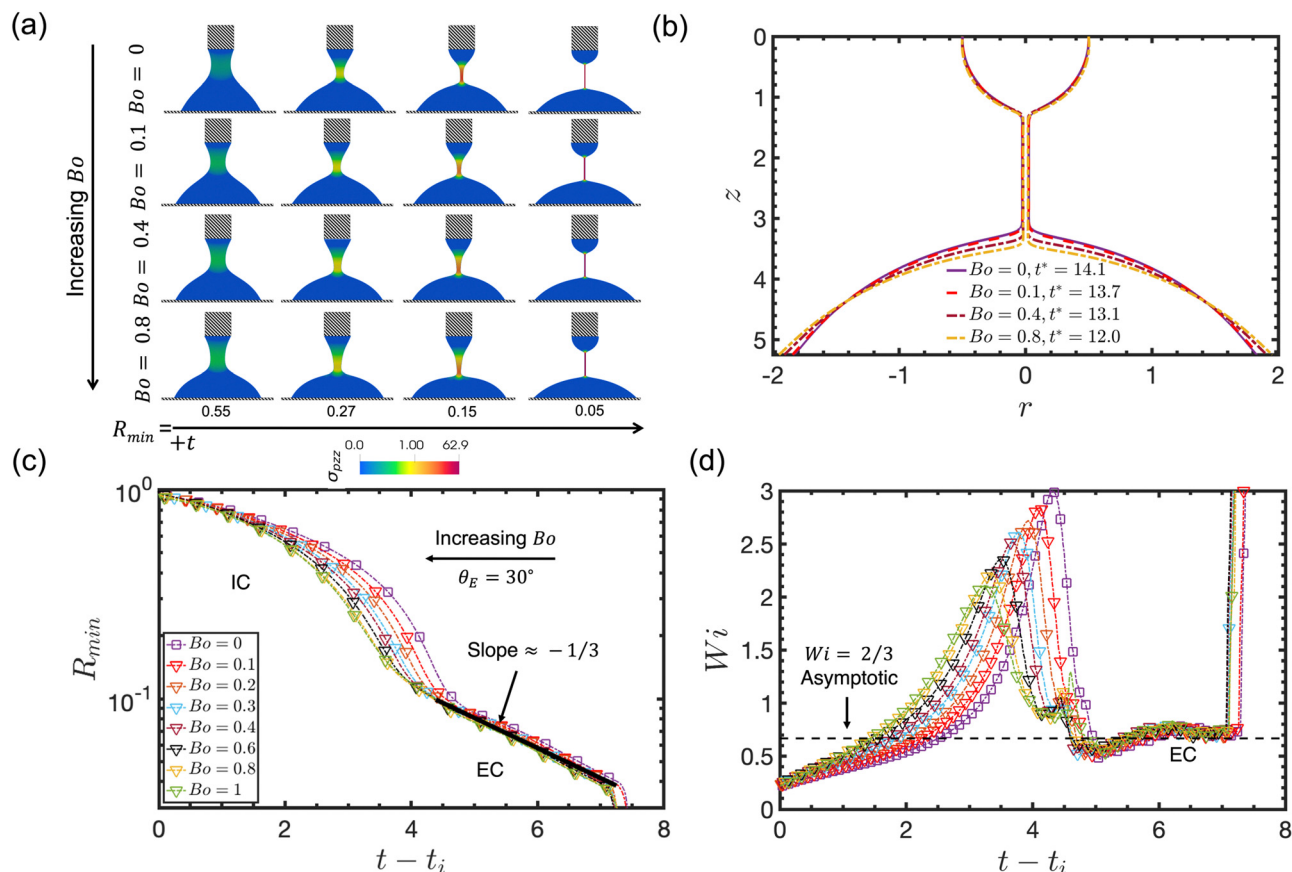 (a)
Increasing Bo
Bo = 0
Bo = 0.1
Bo = 0.4
Bo = 0.8
0.55 0.27 0.15 0.05
R_min =
+t
σ_pzz
0.0 1.00 62.9
(b)
0
1
2
3
4
5
z
Bo = 0, t* = 14.1
Bo = 0.1, t* = 13.7
Bo = 0.4, t* = 13.1
Bo = 0.8, t* = 12.0
-2 -1 0 1 2
r
(c)
10^0
10^-1
R_min
Increasing Bo
θ_E = 30°
IC
Slope ≈ −1/3
EC
Bo = 0
Bo = 0.1
Bo = 0.2
Bo = 0.3
Bo = 0.4
Bo = 0.6
Bo = 0.8
Bo = 1
0 2 4 6 8
t − t_i
(d)
3
2.5
2
1.5
1
0.5
0
Wi
Wi = 2/3
Asymptotic
EC
0 2 4 6 8
t − t_i